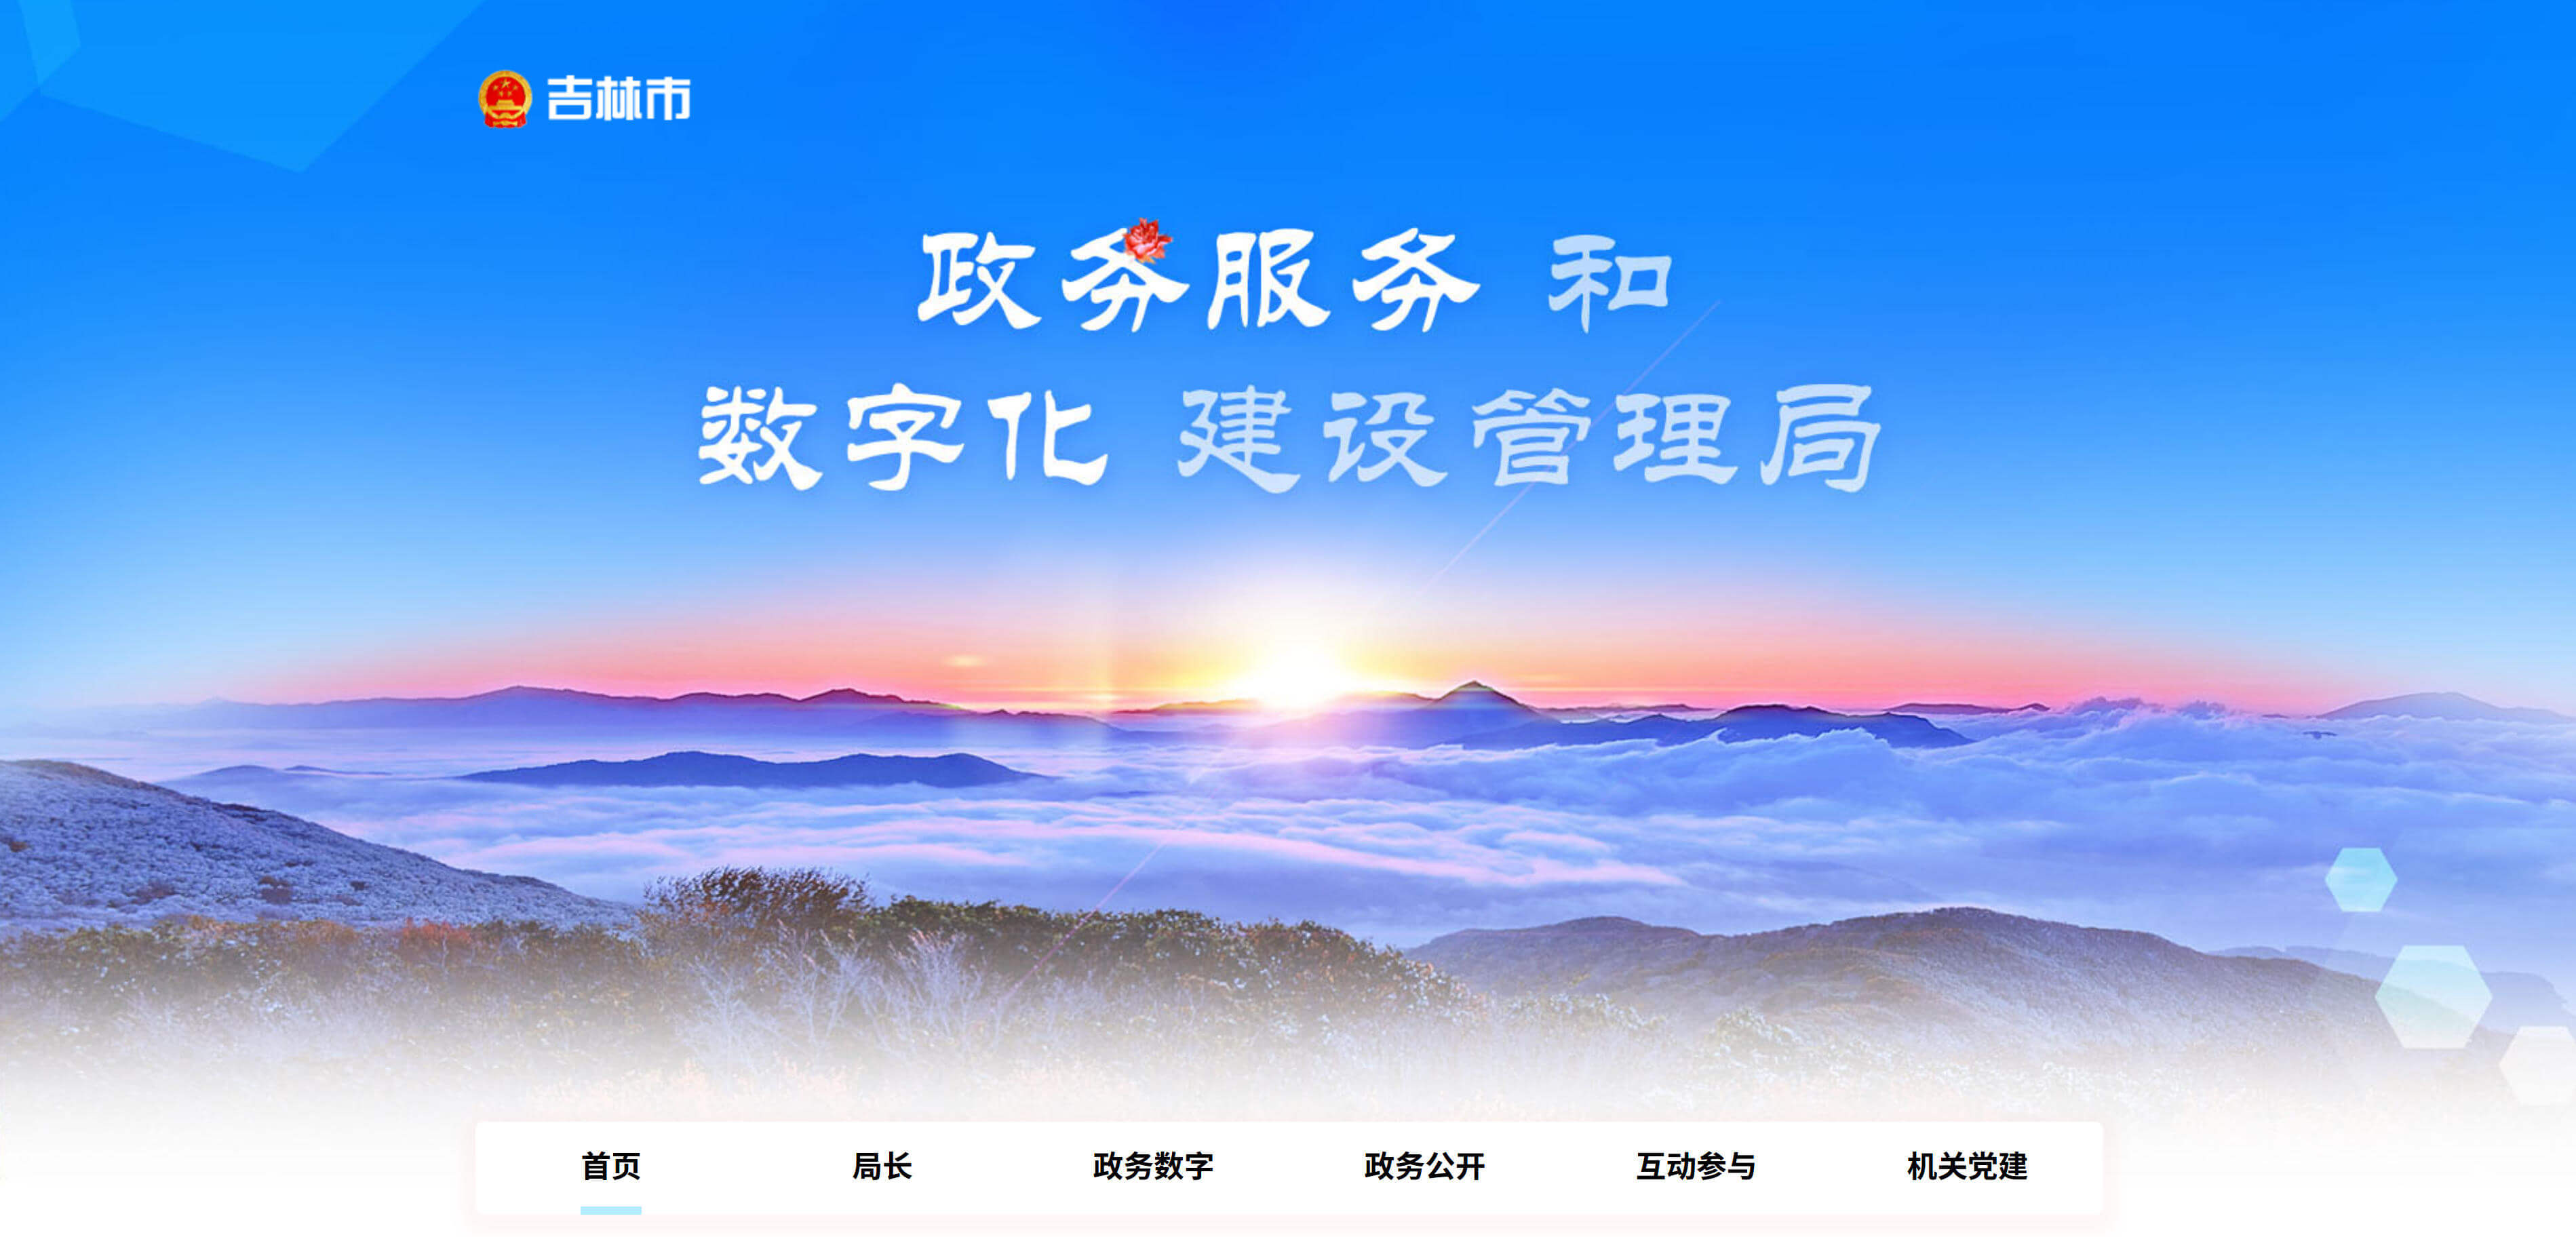 吉林市
政务服务 和
数字化 建设管理局
首页 局长 政务数字 政务公开 互动参与 机关党建